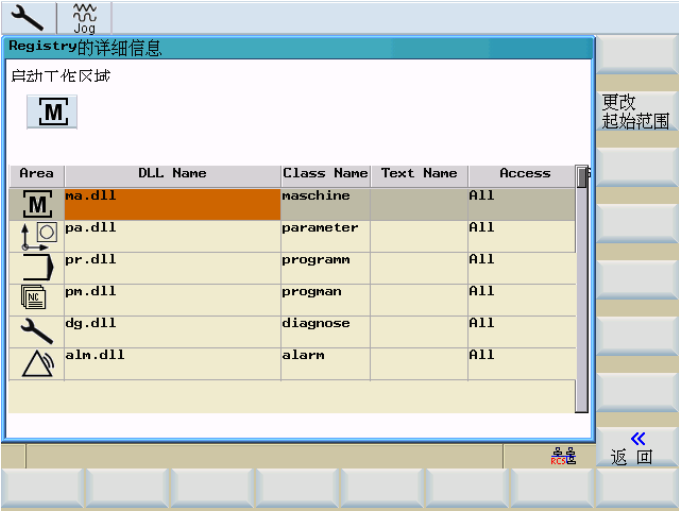 Jog
Registry的详细信息
启动工作区域
M
更改
起始范围
Area DLL Name Class Name Text Name Access
M ma.dll maschine All
pa.dll parameter All
pr.dll programm All
NC pm.dll progman All
dg.dll diagnose All
alm.dll alarm All
RCS
«
返回